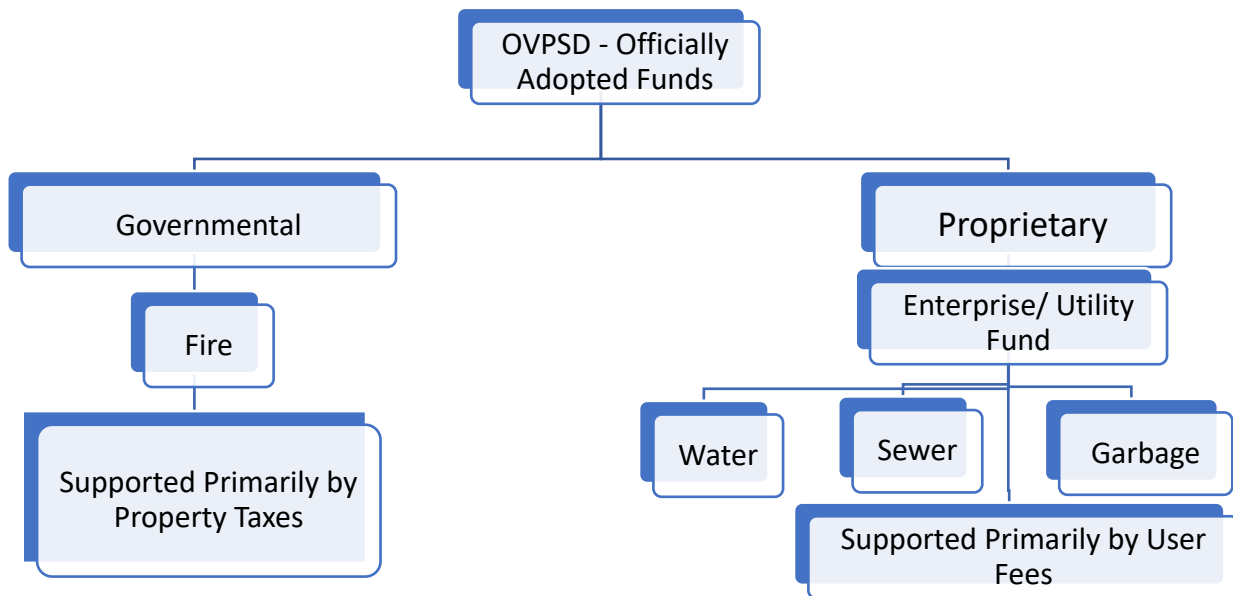 OVPSD - Officially
Adopted Funds
Governmental
Proprietary
Enterprise/ Utility
Fund
Fire
Water
Sewer
Garbage
Supported Primarily by
Property Taxes
Supported Primarily by User
Fees